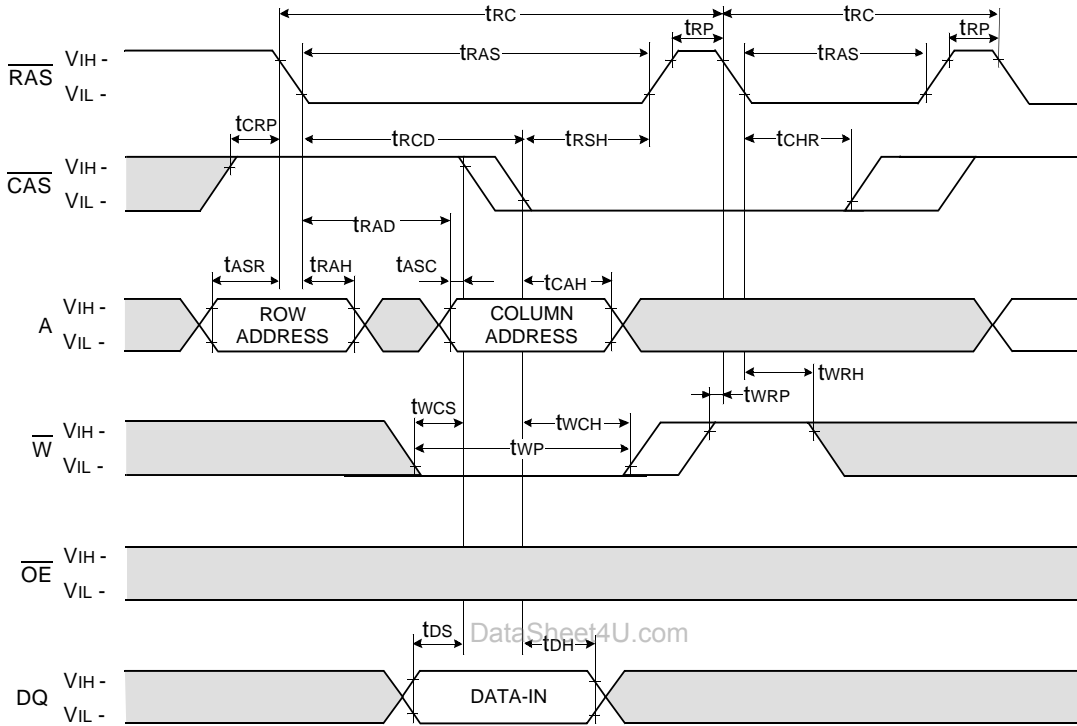 tRC tRC
tRP tRP
tRAS tRAS
RAS VIH -
VIL -
tCRP tRCD tRSH tCHR
CAS VIH -
VIL -
tRAD
tASR tRAH tASC tCAH
A VIH -
VIL -
ROW ADDRESS
COLUMN ADDRESS
tWRH
tWRP
tWCS tWCH
tWP
W VIH -
VIL -
OE VIH -
VIL -
tDS DataSheet4U.com
tDH
DQ VIH -
VIL -
DATA-IN